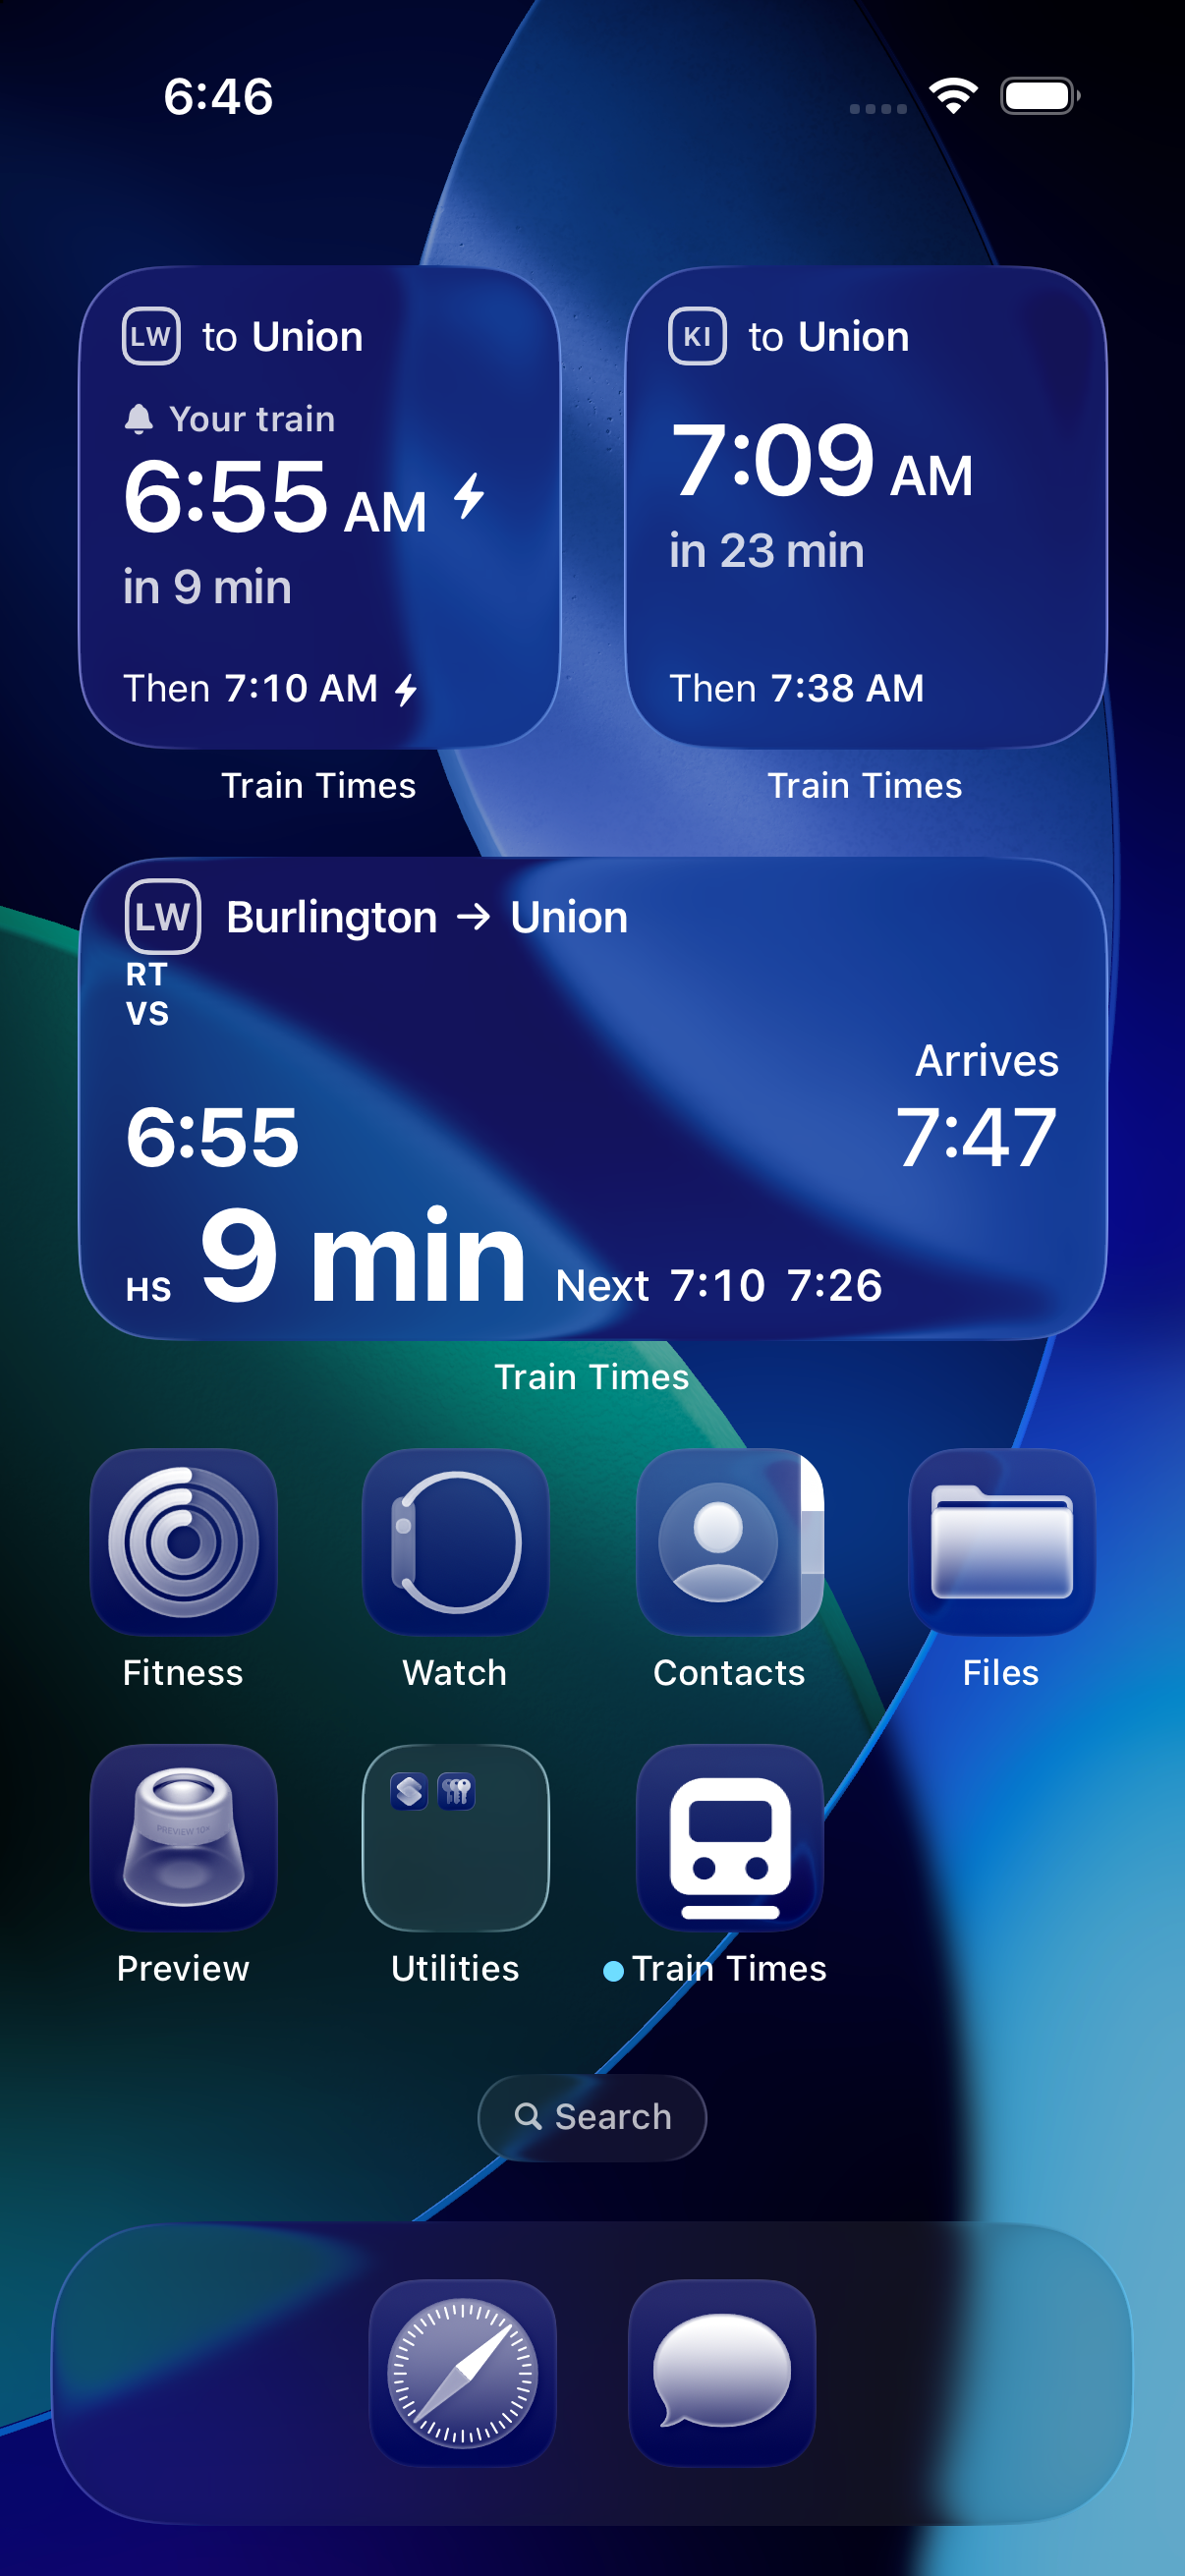 6:46
LW to Union
Your train
6:55 AM
in 9 min
Then 7:10 AM
Train Times
KI to Union
7:09 AM
in 23 min
Then 7:38 AM
Train Times
LW Burlington → Union
RT
VS
Arrives
6:55 7:47
HS 9 min Next 7:10 7:26
Train Times
Fitness Watch Contacts Files
PREVIEW 10×
Preview Utilities Train Times
Search